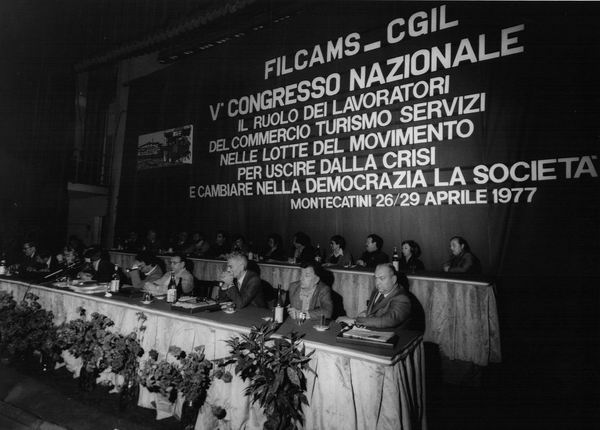 FILCAMS-CGIL
V° CONGRESSO NAZIONALE
IL RUOLO DEI LAVORATORI
DEL COMMERCIO TURISMO SERVIZI
NELLE LOTTE DEL MOVIMENTO
PER USCIRE DALLA CRISI
E CAMBIARE NELLA DEMOCRAZIA LA SOCIETA'
MONTECATINI 26/29 APRILE 1977